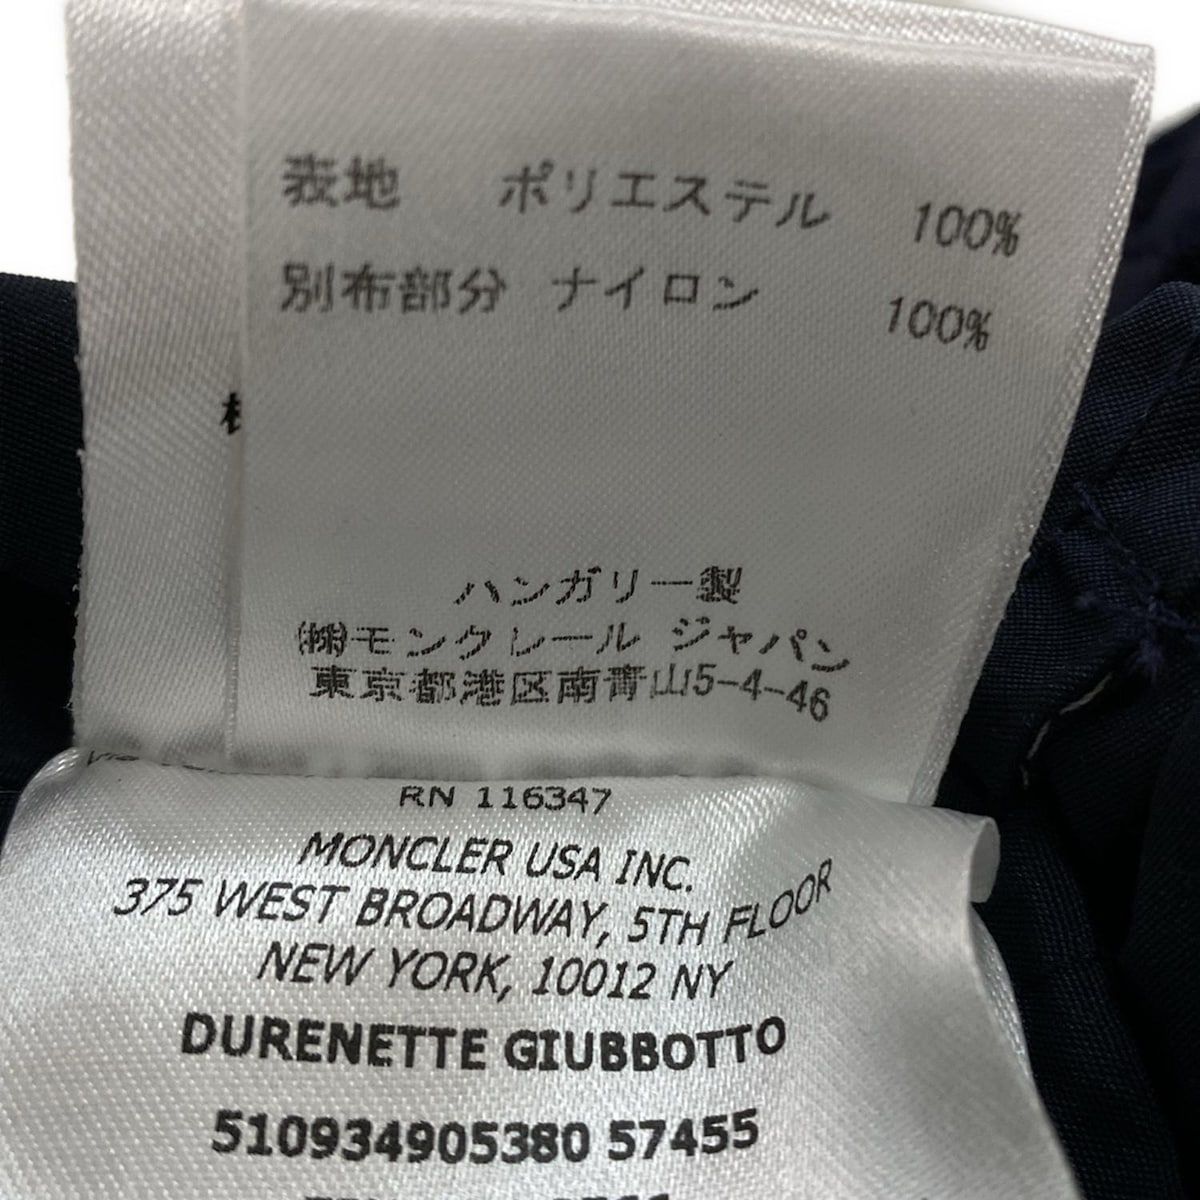 表地 ポリエステル 100%
別布部分 ナイロン 100%
ハンガリー製
㈱モンクレール ジャパン
東京都港区南青山5-4-46
RN 116347
MONCLER USA INC.
375 WEST BROADWAY, 5TH FLOOR
NEW YORK, 10012 NY
DURENETTE GIUBBOTTO
510934905380 57455